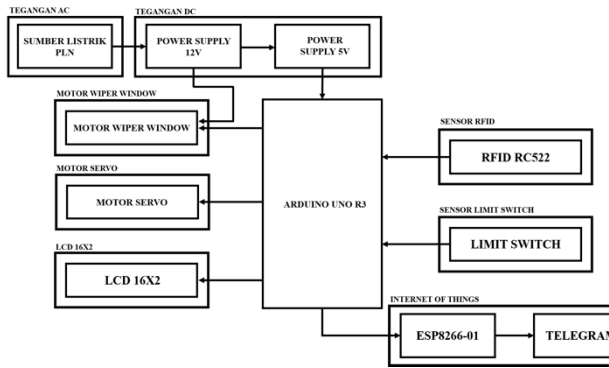 TEGANGAN AC
TEGANGAN DC
SUMBER LISTRIK
PLN
POWER SUPPLY
12V
POWER
SUPPLY 5V
MOTOR WIPER WINDOW
MOTOR WIPER WINDOW
SENSOR RFID
RFID RC522
MOTOR SERVO
MOTOR SERVO
ARDUINO UNO R3
SENSOR LIMIT SWITCH
LIMIT SWITCH
LCD 16X2
LCD 16X2
INTERNET OF THINGS
ESP8266-01
TELEGRAM